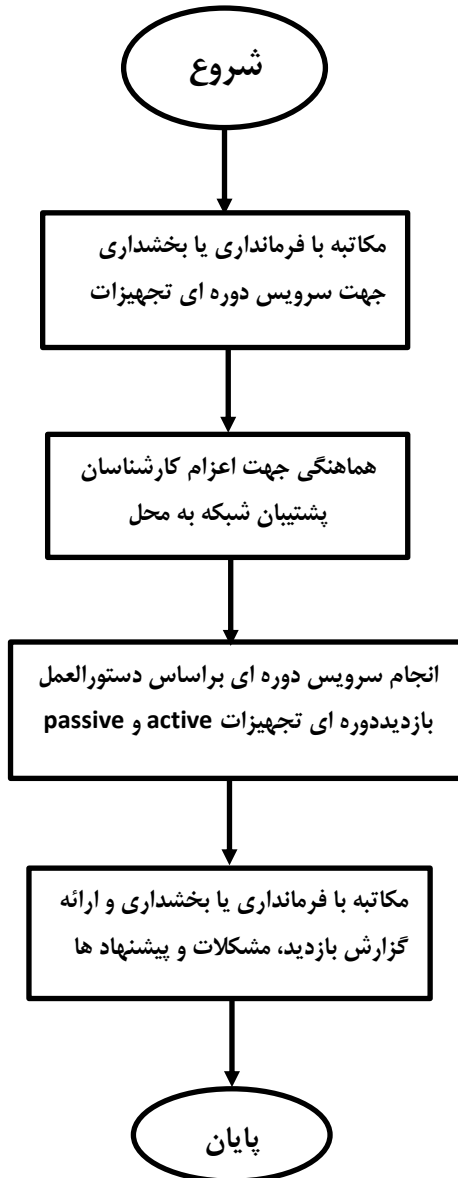 شروع
مکاتبه با فرمانداری یا بخشداری
جهت سرویس دوره ای تجهیزات
هماهنگی جهت اعزام کارشناسان
پشتیبان شبکه به محل
انجام سرویس دوره ای براساس دستورالعمل
بازدیددوره ای تجهیزات active و passive
مکاتبه با فرمانداری یا بخشداری و ارائه
گزارش بازدید، مشکلات و پیشنهاد ها
پایان